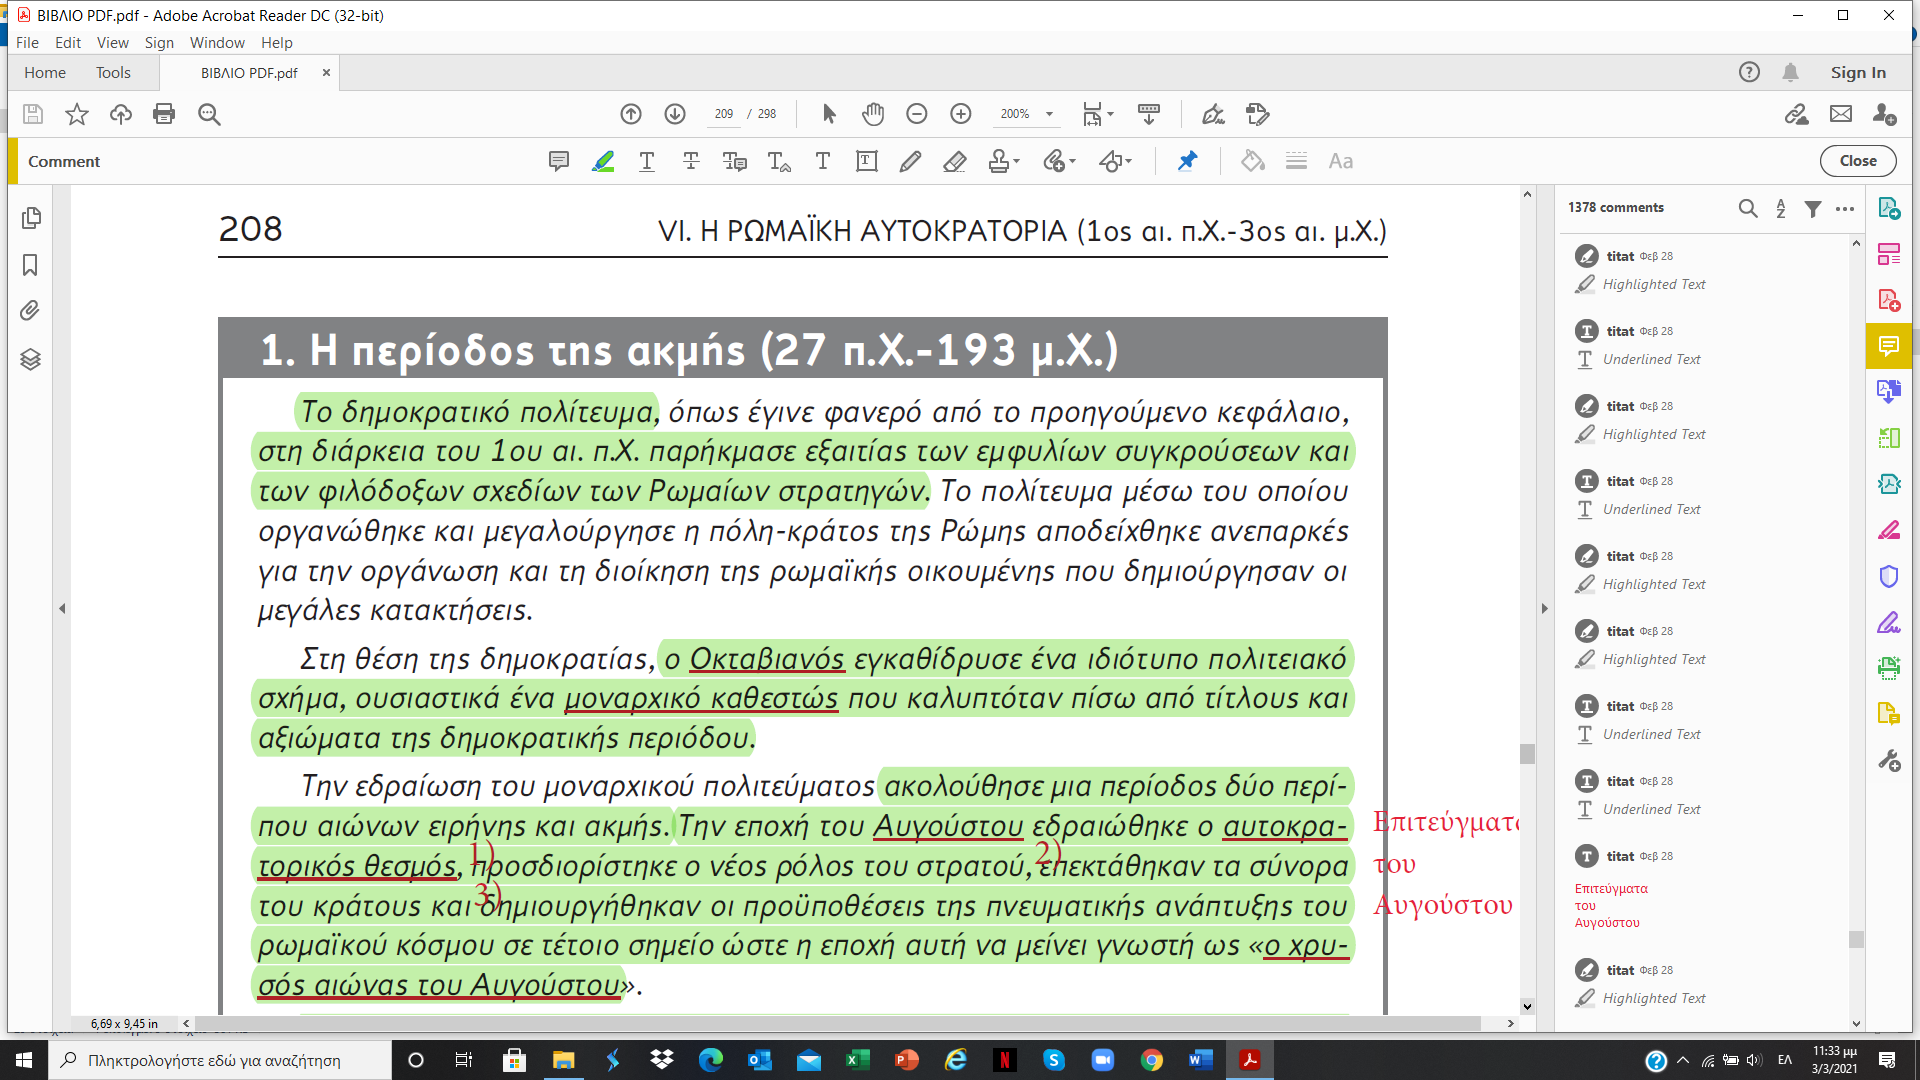 ΒΙΒΛΙΟ PDF.pdf - Adobe Acrobat Reader DC (32-bit)
File Edit View Sign Window Help
Home Tools ΒΙΒΛΙΟ PDF.pdf × Sign In
209 / 298 200%
Comment Close
208 VI. Η ΡΩΜΑΪΚΗ ΑΥΤΟΚΡΑΤΟΡΙΑ (1ος αι. π.Χ.-3ος αι. μ.Χ.)
1. Η περίοδος της ακμής (27 π.Χ.-193 μ.Χ.)
Το δημοκρατικό πολίτευμα, όπως έγινε φανερό από το προηγούμενο κεφάλαιο,
στη διάρκεια του 1ου αι. π.Χ. παρήκμασε εξαιτίας των εμφυλίων συγκρούσεων και
των φιλόδοξων σχεδίων των Ρωμαίων στρατηγών. Το πολίτευμα μέσω του οποίου
οργανώθηκε και μεγαλούργησε η πόλη-κράτος της Ρώμης αποδείχθηκε ανεπαρκές
για την οργάνωση και τη διοίκηση της ρωμαϊκής οικουμένης που δημιούργησαν οι
μεγάλες κατακτήσεις.
Στη θέση της δημοκρατίας, ο Οκταβιανός εγκαθίδρυσε ένα ιδιότυπο πολιτειακό
σχήμα, ουσιαστικά ένα μοναρχικό καθεστώς που καλυπτόταν πίσω από τίτλους και
αξιώματα της δημοκρατικής περιόδου.
Την εδραίωση του μοναρχικού πολιτεύματος ακολούθησε μια περίοδος δύο περί-
που αιώνων ειρήνης και ακμής. Την εποχή του Αυγούστου εδραιώθηκε ο αυτοκρα-
τορικός θεσμός, 1) προσδιορίστηκε ο νέος ρόλος του στρατού, 2) επεκτάθηκαν τα σύνορα
του κράτους και 3) δημιουργήθηκαν οι προϋποθέσεις της πνευματικής ανάπτυξης του
ρωμαϊκού κόσμου σε τέτοιο σημείο ώστε η εποχή αυτή να μείνει γνωστή ως «ο χρυ-
σός αιώνας του Αυγούστου».
Επιτεύγματα
του
Αυγούστου
6,69 x 9,45 in
1378 comments
titat Φεβ 28
Highlighted Text
titat Φεβ 28
Underlined Text
titat Φεβ 28
Highlighted Text
titat Φεβ 28
Underlined Text
titat Φεβ 28
Highlighted Text
titat Φεβ 28
Highlighted Text
titat Φεβ 28
Underlined Text
titat Φεβ 28
Underlined Text
titat Φεβ 28
Επιτεύγματα
του
Αυγούστου
titat Φεβ 28
Highlighted Text
Πληκτρολογήστε εδώ για αναζήτηση
ΕΛ
11:33 μμ
3/3/2021